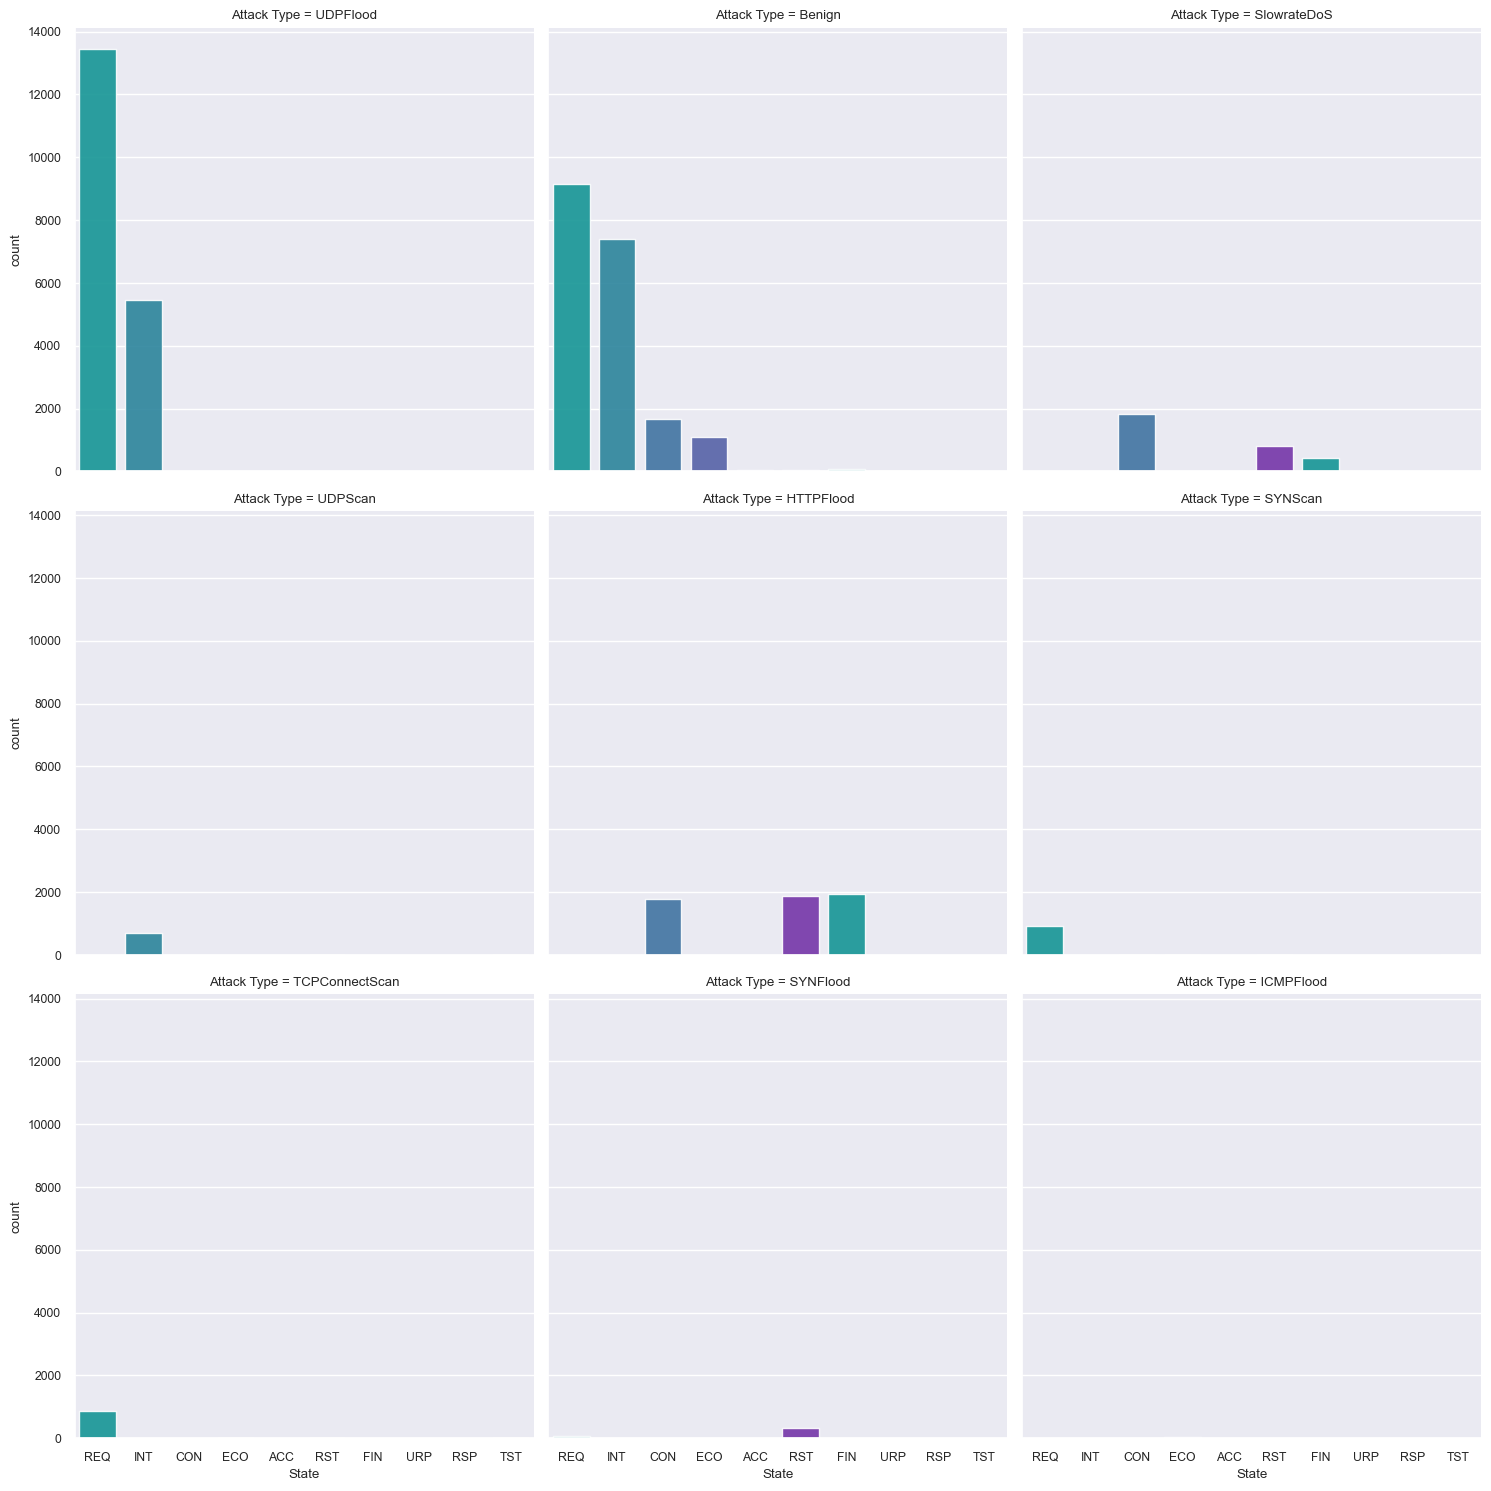 Attack Type = UDPFlood
Attack Type = Benign
Attack Type = SlowrateDoS
14000
12000
10000
8000
6000
4000
2000
0
count
Attack Type = UDPScan
Attack Type = HTTPFlood
Attack Type = SYNScan
14000
12000
10000
8000
6000
4000
2000
0
count
Attack Type = TCPConnectScan
Attack Type = SYNFlood
Attack Type = ICMPFlood
14000
12000
10000
8000
6000
4000
2000
0
count
REQ INT CON ECO ACC RST FIN URP RSP TST
State
REQ INT CON ECO ACC RST FIN URP RSP TST
State
REQ INT CON ECO ACC RST FIN URP RSP TST
State